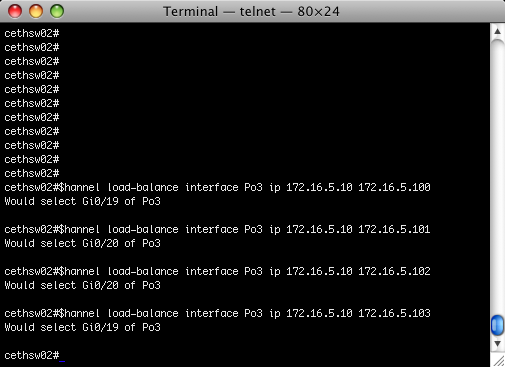 Terminal — telnet — 80×24
cethsw02#
cethsw02#
cethsw02#
cethsw02#
cethsw02#
cethsw02#
cethsw02#
cethsw02#
cethsw02#
cethsw02#
cethsw02#
cethsw02#$hannel load-balance interface Po3 ip 172.16.5.10 172.16.5.100
Would select Gi0/19 of Po3
cethsw02#$hannel load-balance interface Po3 ip 172.16.5.10 172.16.5.101
Would select Gi0/20 of Po3
cethsw02#$hannel load-balance interface Po3 ip 172.16.5.10 172.16.5.102
Would select Gi0/20 of Po3
cethsw02#$hannel load-balance interface Po3 ip 172.16.5.10 172.16.5.103
Would select Gi0/19 of Po3
cethsw02#